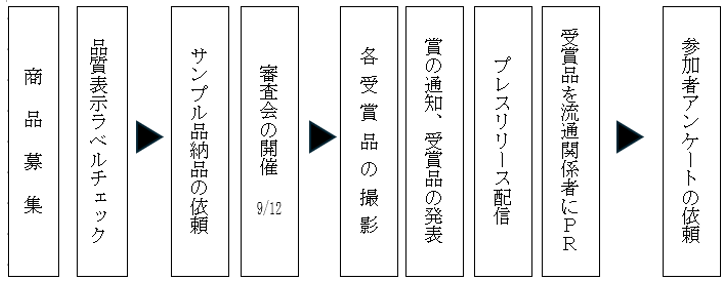 商品募集
品質表示ラベルチェック
サンプル品納品の依頼
審査会の開催 9/12
各受賞品の撮影
賞の通知、受賞品の発表
プレスリリース配信
受賞品を流通関係者にPR
参加者アンケートの依頼